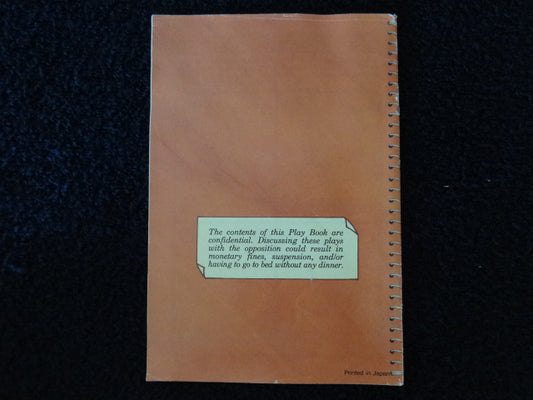 The contents of this Play Book are
confidential. Discussing these plays
with the opposition could result in
monetary fines, suspension, and/or
having to go to bed without any dinner.
Printed in Japan